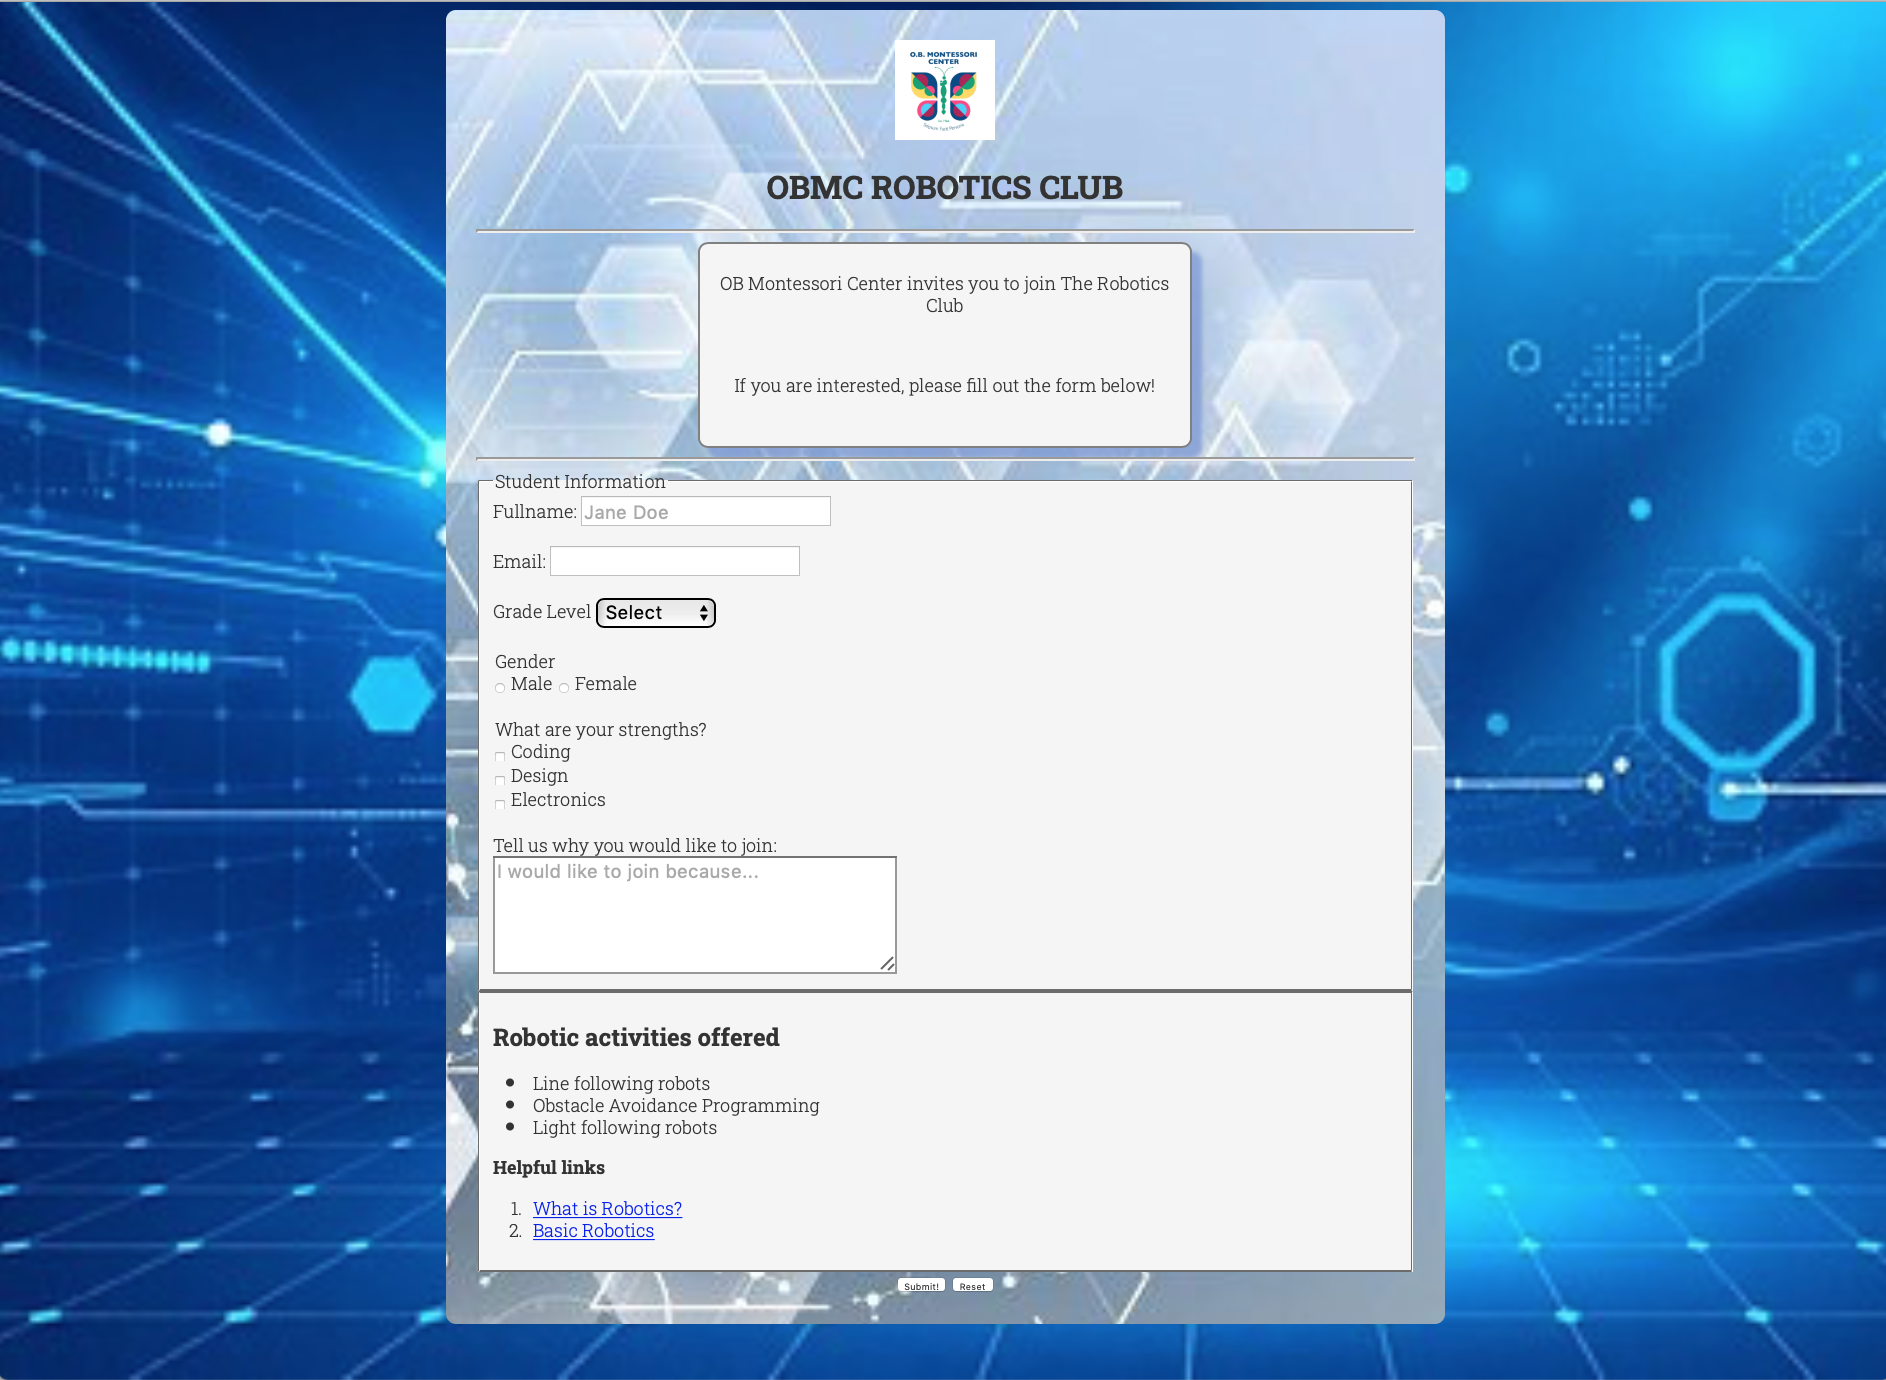 O.B. MONTESSORI
CENTER
OBMC ROBOTICS CLUB
OB Montessori Center invites you to join The Robotics
Club
If you are interested, please fill out the form below!
Student Information
Fullname: Jane Doe
Email:
Grade Level Select
Gender
Male Female
What are your strengths?
Coding
Design
Electronics
Tell us why you would like to join:
I would like to join because...
Robotic activities offered
• Line following robots
• Obstacle Avoidance Programming
• Light following robots
Helpful links
1. What is Robotics?
2. Basic Robotics
Submit! Reset